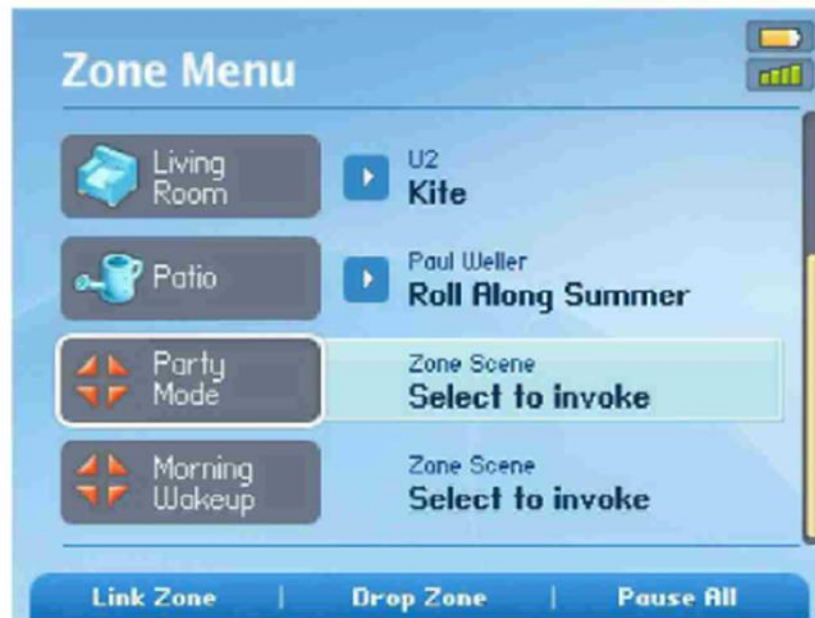 Zone Menu
Living
Room
U2
Kite
Patio
Paul Weller
Roll Along Summer
Party
Mode
Zone Scene
Select to invoke
Morning
Wakeup
Zone Scene
Select to invoke
Link Zone | Drop Zone | Pause All